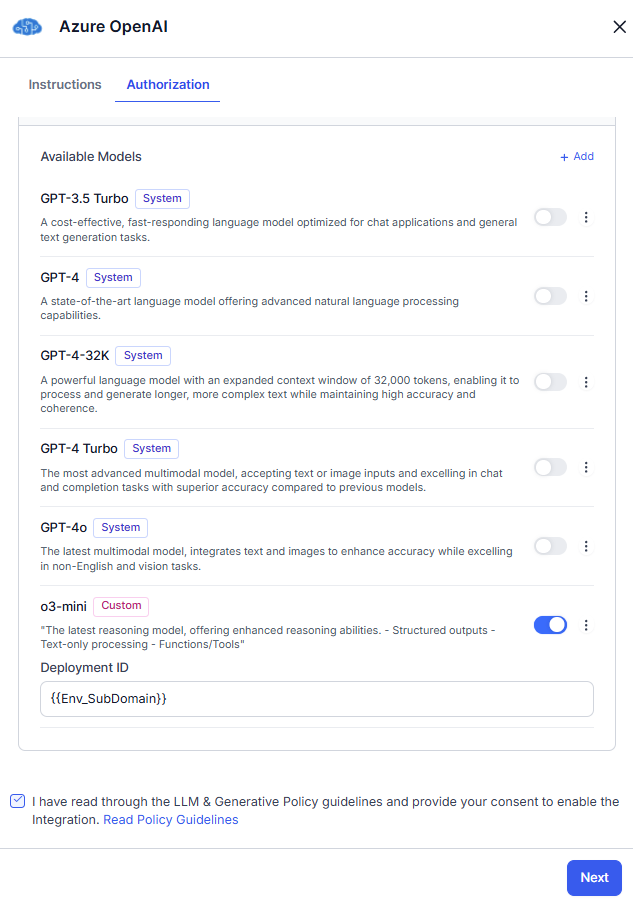 Azure OpenAI
Instructions
Authorization
Available Models
+ Add
GPT-3.5 Turbo System
A cost-effective, fast-responding language model optimized for chat applications and general
text generation tasks.
GPT-4 System
A state-of-the-art language model offering advanced natural language processing
capabilities.
GPT-4-32K System
A powerful language model with an expanded context window of 32,000 tokens, enabling it to
process and generate longer, more complex text while maintaining high accuracy and
coherence.
GPT-4 Turbo System
The most advanced multimodal model, accepting text or image inputs and excelling in chat
and completion tasks with superior accuracy compared to previous models.
GPT-4o System
The latest multimodal model, integrates text and images to enhance accuracy while excelling
in non-English and vision tasks.
o3-mini Custom
"The latest reasoning model, offering enhanced reasoning abilities. - Structured outputs -
Text-only processing - Functions/Tools"
Deployment ID
{{Env_SubDomain}}
I have read through the LLM & Generative Policy guidelines and provide your consent to enable the
Integration. Read Policy Guidelines
Next